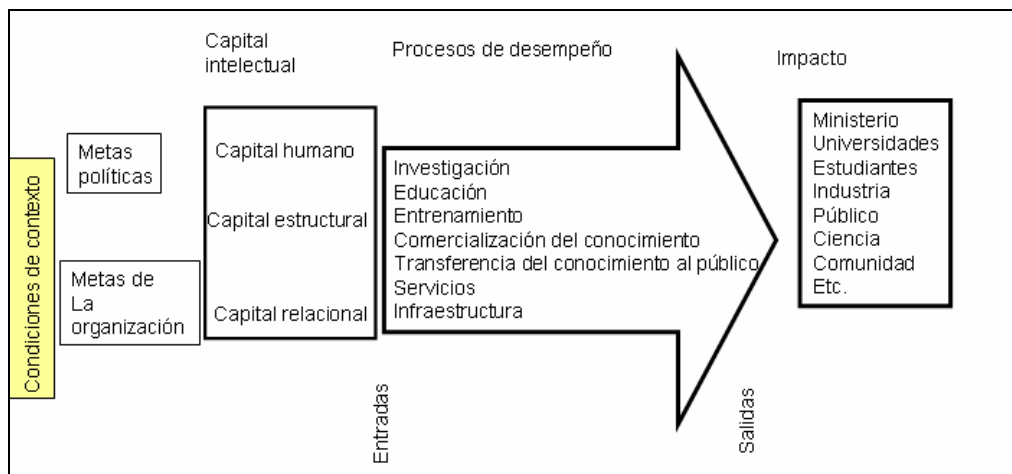 Condiciones de contexto
Metas
políticas
Metas de
La
organización
Capital
intelectual
Capital humano
Capital estructural
Capital relacional
Entradas
Procesos de desempeño
Investigación
Educación
Entrenamiento
Comercialización del conocimiento
Transferencia del conocimiento al público
Servicios
Infraestructura
Salidas
Impacto
Ministerio
Universidades
Estudiantes
Industria
Público
Ciencia
Comunidad
Etc.